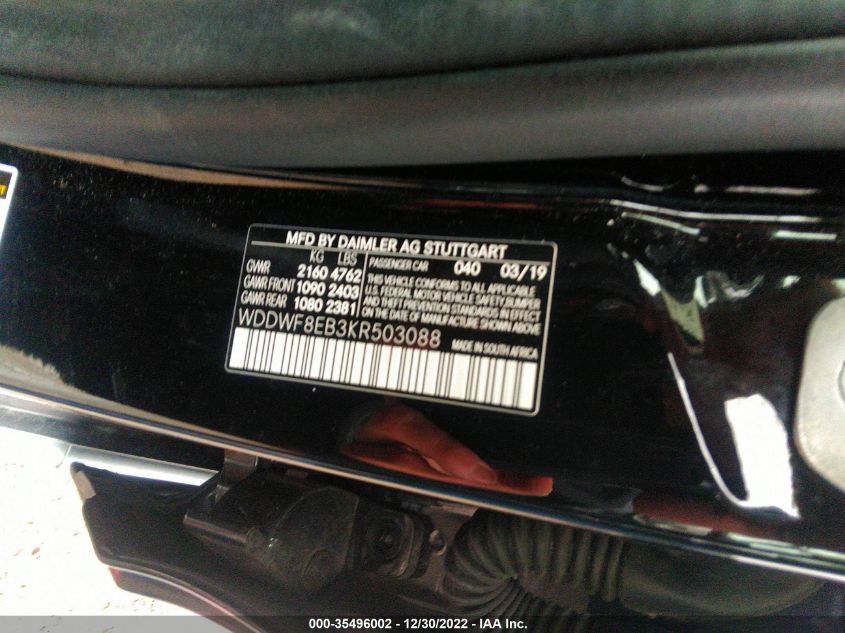 MFD BY DAIMLER AG STUTTGART
KG LBS
GVWR 2160 4762
GAWR FRONT 1090 2403
GAWR REAR 1080 2381
PASSENGER CAR 040 03/19
THIS VEHICLE CONFORMS TO ALL APPLICABLE
U.S. FEDERAL MOTOR VEHICLE SAFETY, BUMPER,
AND THEFT PREVENTION STANDARDS IN EFFECT
ON THE DATE OF MANUFACTURE SHOWN ABOVE
WDDWF8EB3KR503088 MADE IN SOUTH AFRICA
000-35496002 - 12/30/2022 - IAA Inc.